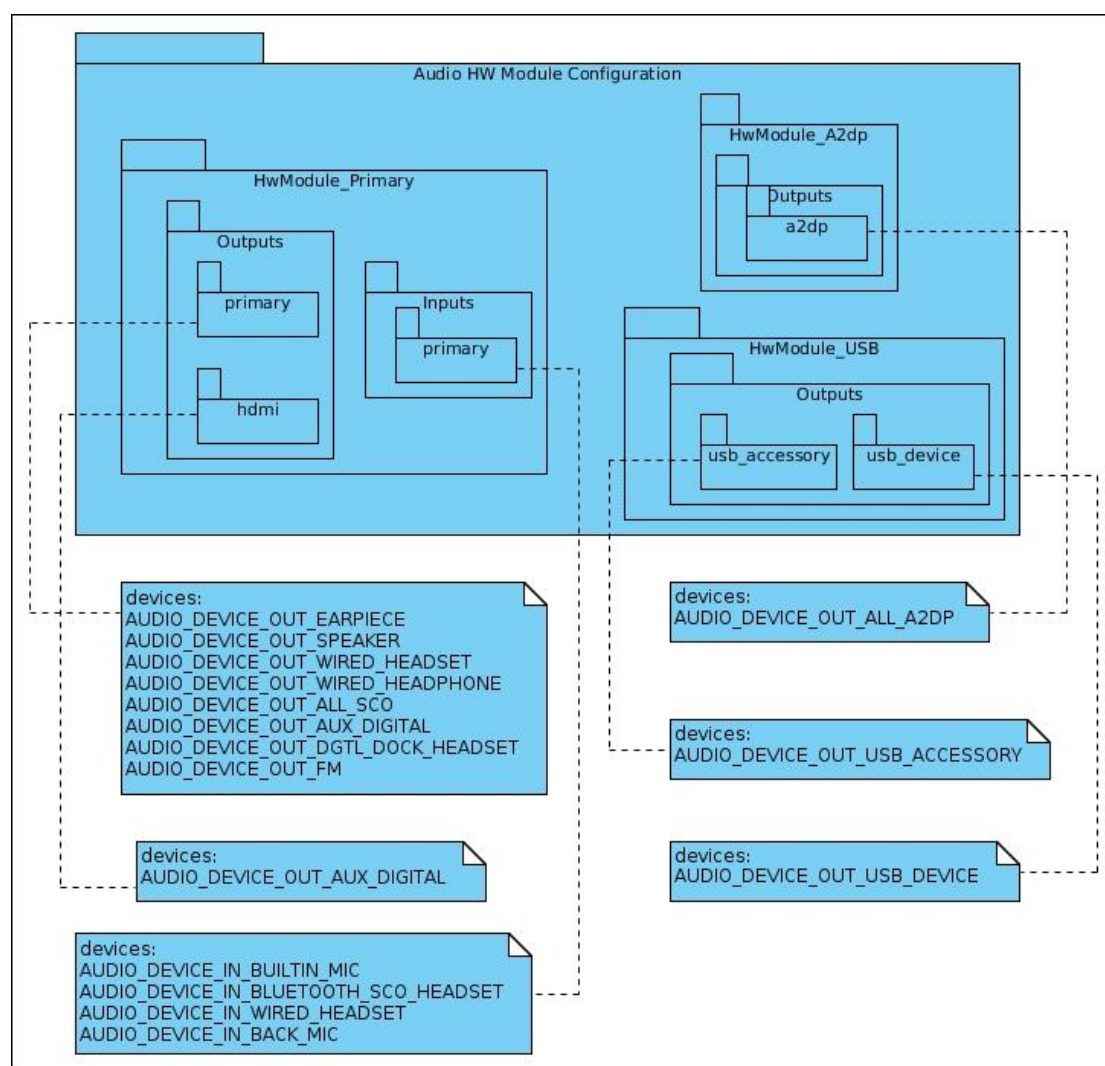 Audio HW Module Configuration
HwModule_Primary
Outputs
primary
hdmi
Inputs
primary
HwModule_A2dp
Outputs
a2dp
HwModule_USB
Outputs
usb_accessory
usb_device
devices:
AUDIO_DEVICE_OUT_EARPIECE
AUDIO_DEVICE_OUT_SPEAKER
AUDIO_DEVICE_OUT_WIRED_HEADSET
AUDIO_DEVICE_OUT_WIRED_HEADPHONE
AUDIO_DEVICE_OUT_ALL_SCO
AUDIO_DEVICE_OUT_AUX_DIGITAL
AUDIO_DEVICE_OUT_DGTL_DOCK_HEADSET
AUDIO_DEVICE_OUT_FM
devices:
AUDIO_DEVICE_OUT_AUX_DIGITAL
devices:
AUDIO_DEVICE_IN_BUILTIN_MIC
AUDIO_DEVICE_IN_BLUETOOTH_SCO_HEADSET
AUDIO_DEVICE_IN_WIRED_HEADSET
AUDIO_DEVICE_IN_BACK_MIC
devices:
AUDIO_DEVICE_OUT_ALL_A2DP
devices:
AUDIO_DEVICE_OUT_USB_ACCESSORY
devices:
AUDIO_DEVICE_OUT_USB_DEVICE